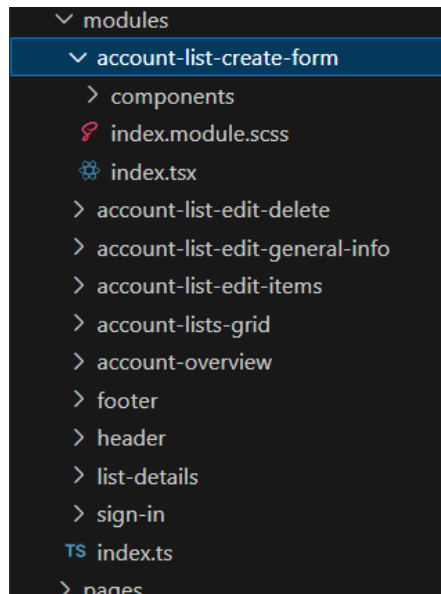 modules
account-list-create-form
components
index.module.scss
index.tsx
account-list-edit-delete
account-list-edit-general-info
account-list-edit-items
account-lists-grid
account-overview
footer
header
list-details
sign-in
TS index.ts
pages